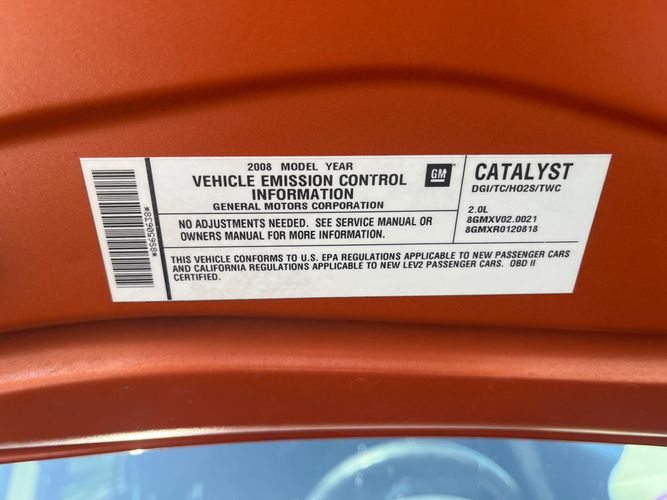 *85650638*
2008 MODEL YEAR
VEHICLE EMISSION CONTROL
INFORMATION
GENERAL MOTORS CORPORATION
GM
NO ADJUSTMENTS NEEDED. SEE SERVICE MANUAL OR
OWNERS MANUAL FOR MORE INFORMATION.
CATALYST
DGI/TC/HO2S/TWC
2.0L
8GMXV02.0021
8GMXR0120818
THIS VEHICLE CONFORMS TO U.S. EPA REGULATIONS APPLICABLE TO NEW PASSENGER CARS
AND CALIFORNIA REGULATIONS APPLICABLE TO NEW LEV2 PASSENGER CARS. OBD II
CERTIFIED.